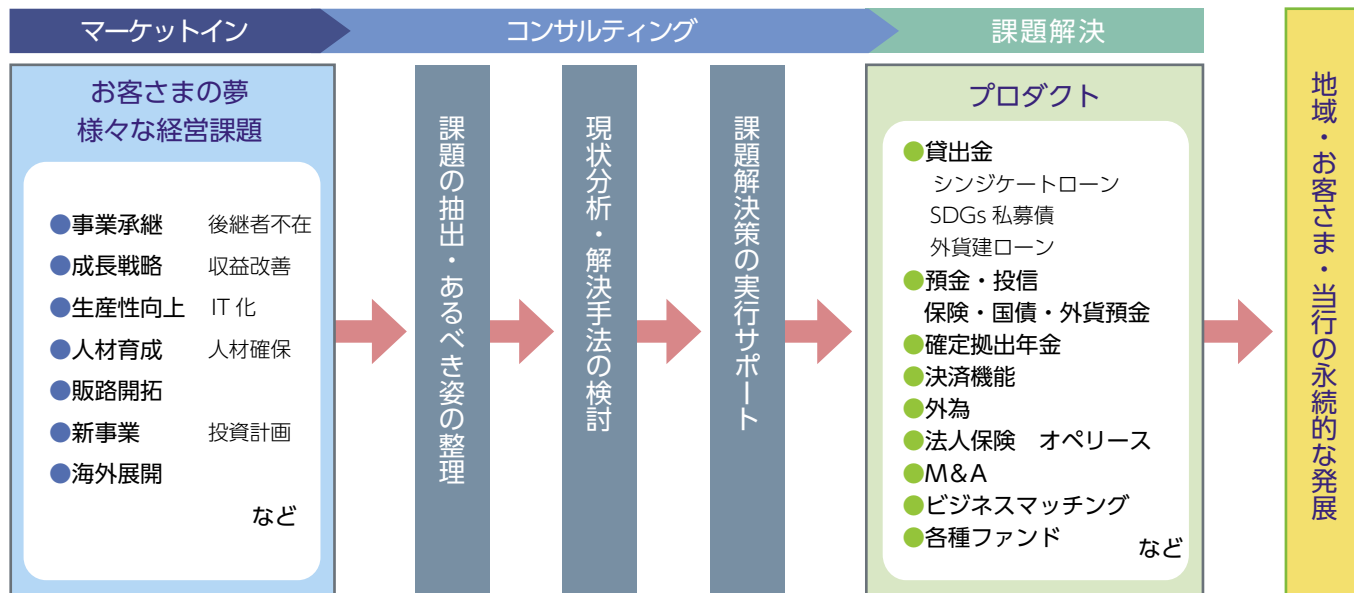 マーケットイン
コンサルティング
課題解決
お客さまの夢
様々な経営課題
●事業承継 後継者不在
●成長戦略 収益改善
●生産性向上 IT化
●人材育成 人材確保
●販路開拓
●新事業 投資計画
●海外展開
など
課題の抽出・あるべき姿の整理
現状分析・解決手法の検討
課題解決策の実行サポート
プロダクト
●貸出金
シンジケートローン
SDGs 私募債
外貨建ローン
●預金・投信
保険・国債・外貨預金
●確定拠出年金
●決済機能
●外為
●法人保険 オペリース
●M&A
●ビジネスマッチング
●各種ファンド
など
地域・お客さま・当行の永続的な発展